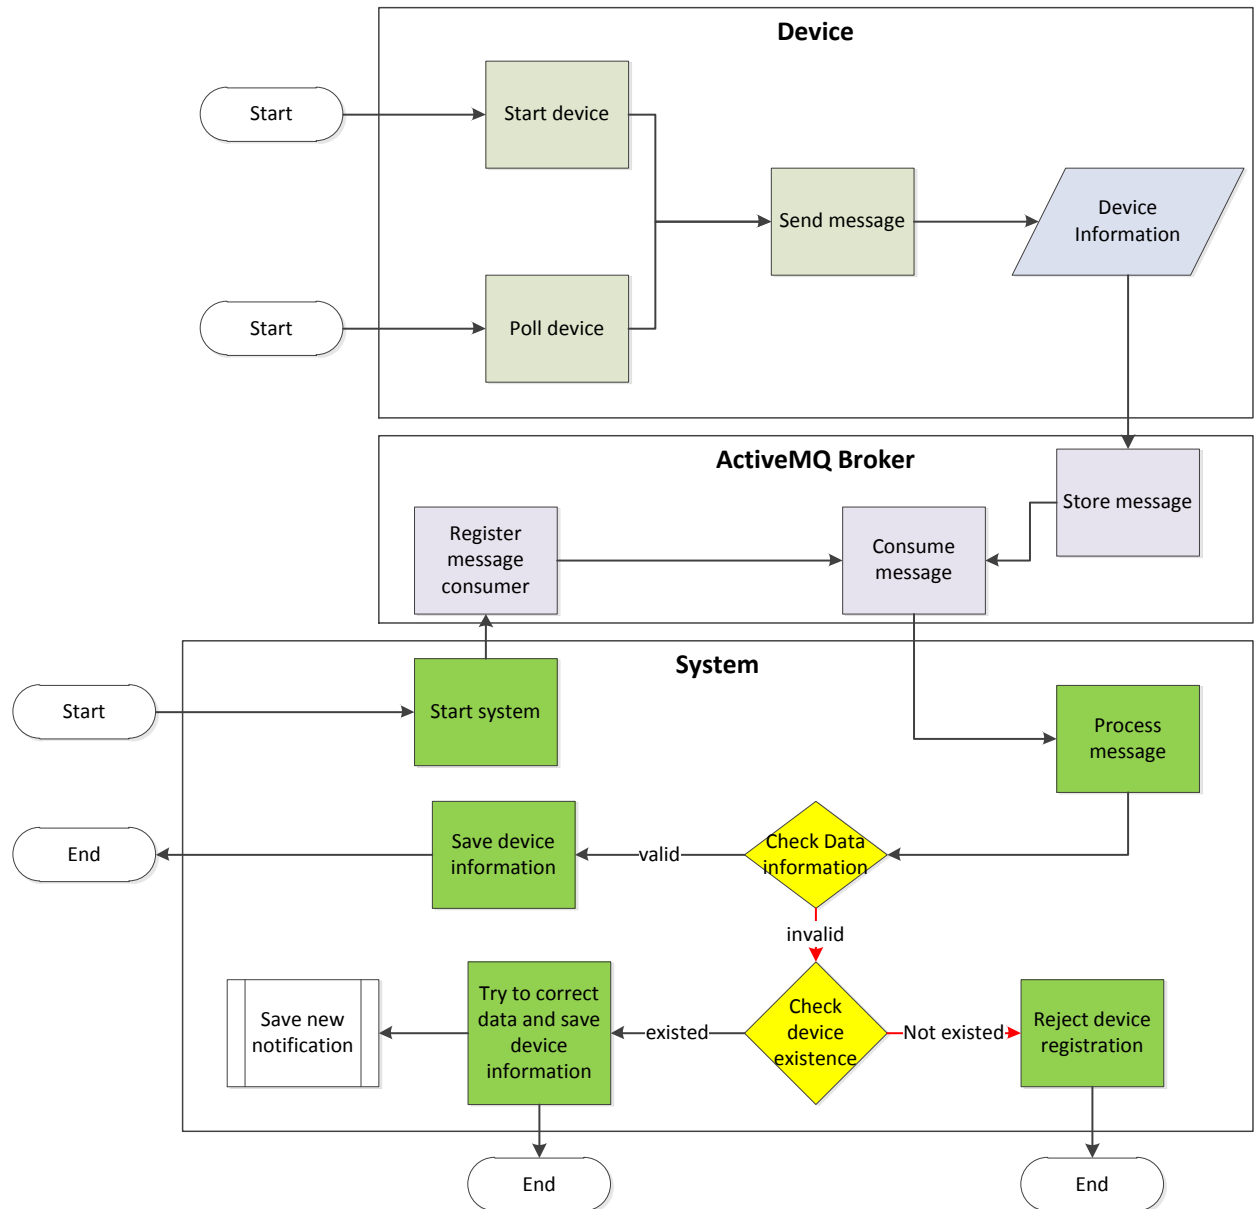 Device
Start
Start device
Send message
Device
Information
Start
Poll device
ActiveMQ Broker
Store message
Register
message
consumer
Consume
message
System
Start
Start system
Process
message
End
Save device
information
valid
Check Data
information
invalid
Save new
notification
Try to correct
data and save
device
information
existed
Check
device
existence
Not existed
Reject device
registration
End
End